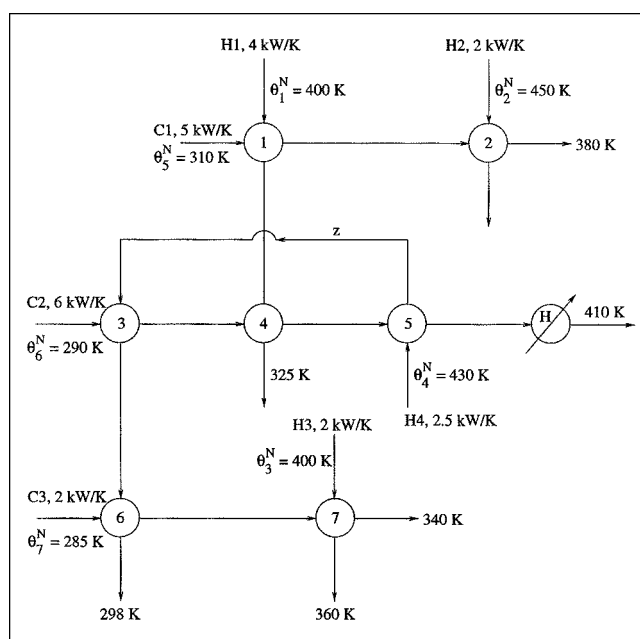 H1, 4 kW/K
H2, 2 kW/K
θ₁ᴺ = 400 K
θ₂ᴺ = 450 K
C1, 5 kW/K
θ₅ᴺ = 310 K
1
2
380 K
z
C2, 6 kW/K
θ₆ᴺ = 290 K
3
4
5
H
410 K
325 K
θ₄ᴺ = 430 K
H4, 2.5 kW/K
H3, 2 kW/K
θ₃ᴺ = 400 K
C3, 2 kW/K
θ₇ᴺ = 285 K
6
7
340 K
298 K
360 K